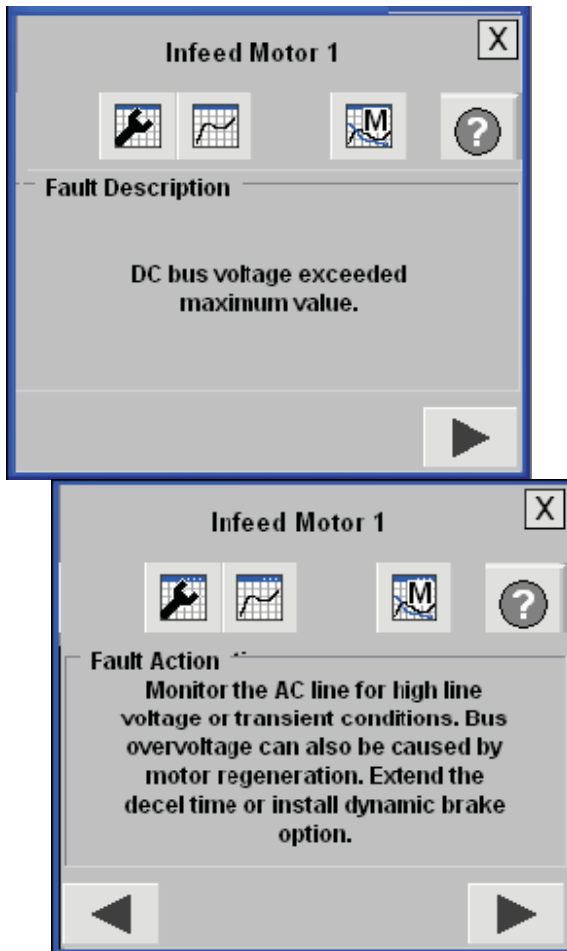 Infeed Motor 1
X
M
?
Fault Description
DC bus voltage exceeded
maximum value.
Infeed Motor 1
X
M
?
Fault Action
Monitor the AC line for high line
voltage or transient conditions. Bus
overvoltage can also be caused by
motor regeneration. Extend the
decel time or install dynamic brake
option.